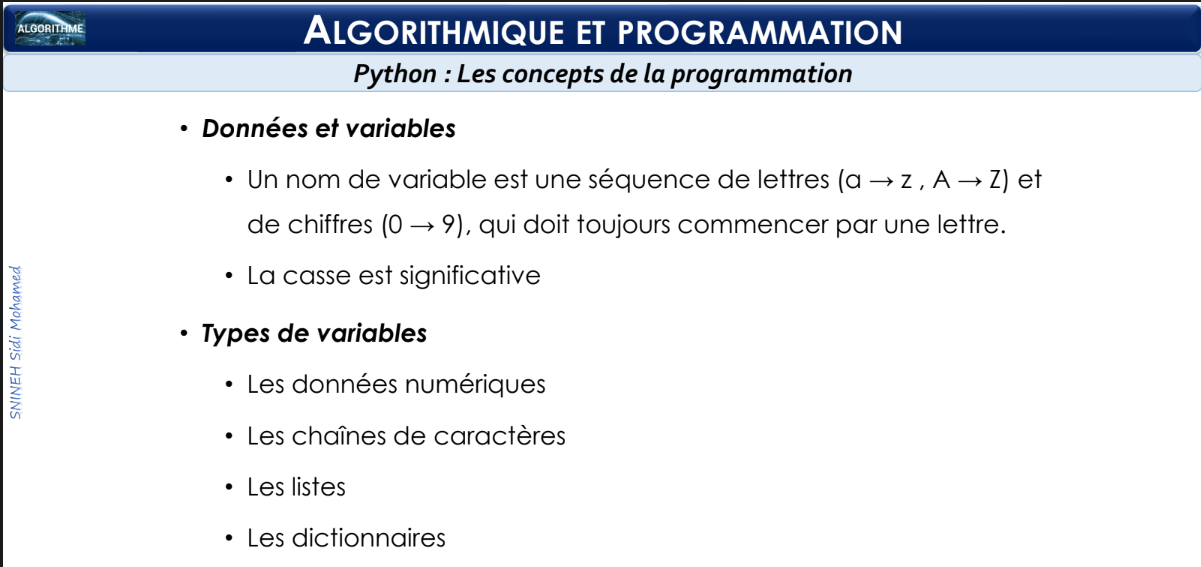 ALGORITHME
ALGORITHMIQUE ET PROGRAMMATION
Python : Les concepts de la programmation
• Données et variables
• Un nom de variable est une séquence de lettres (a → z , A → Z) et
de chiffres (0 → 9), qui doit toujours commencer par une lettre.
• La casse est significative
• Types de variables
• Les données numériques
• Les chaînes de caractères
• Les listes
• Les dictionnaires
SNINEH Sidi Mohamed